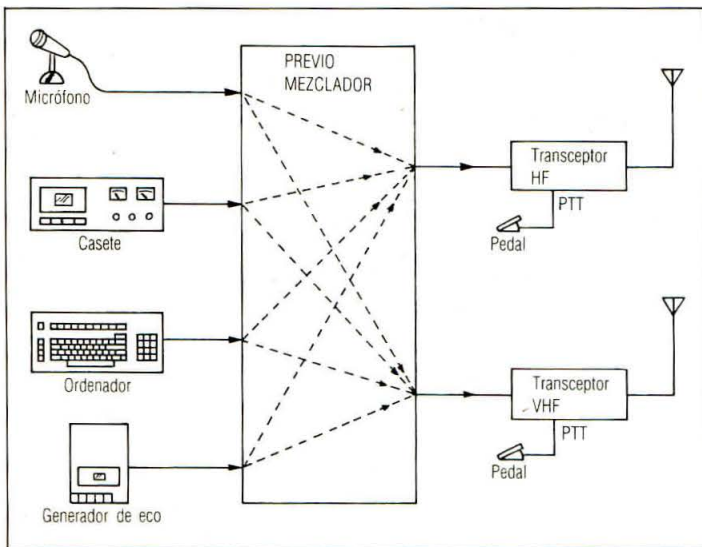 PREVIO
MEZCLADOR
Micrófono
Casete
Ordenador
Generador de eco
Transceptor
HF
PTT
Pedal
Transceptor
VHF
PTT
Pedal